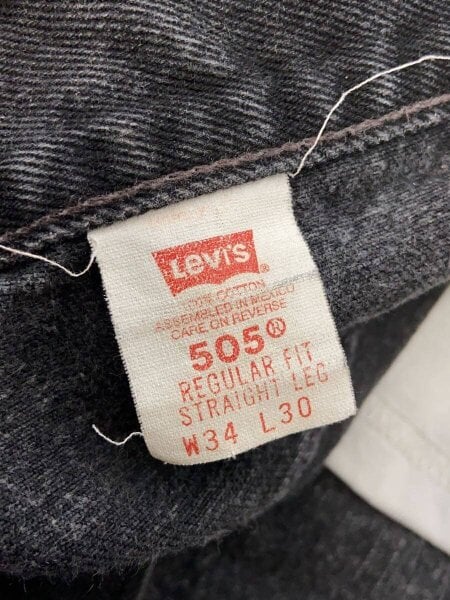 Levi's®
100% COTTON
ASSEMBLED IN MEXICO
CARE ON REVERSE
505®
REGULAR FIT
STRAIGHT LEG
W34 L30